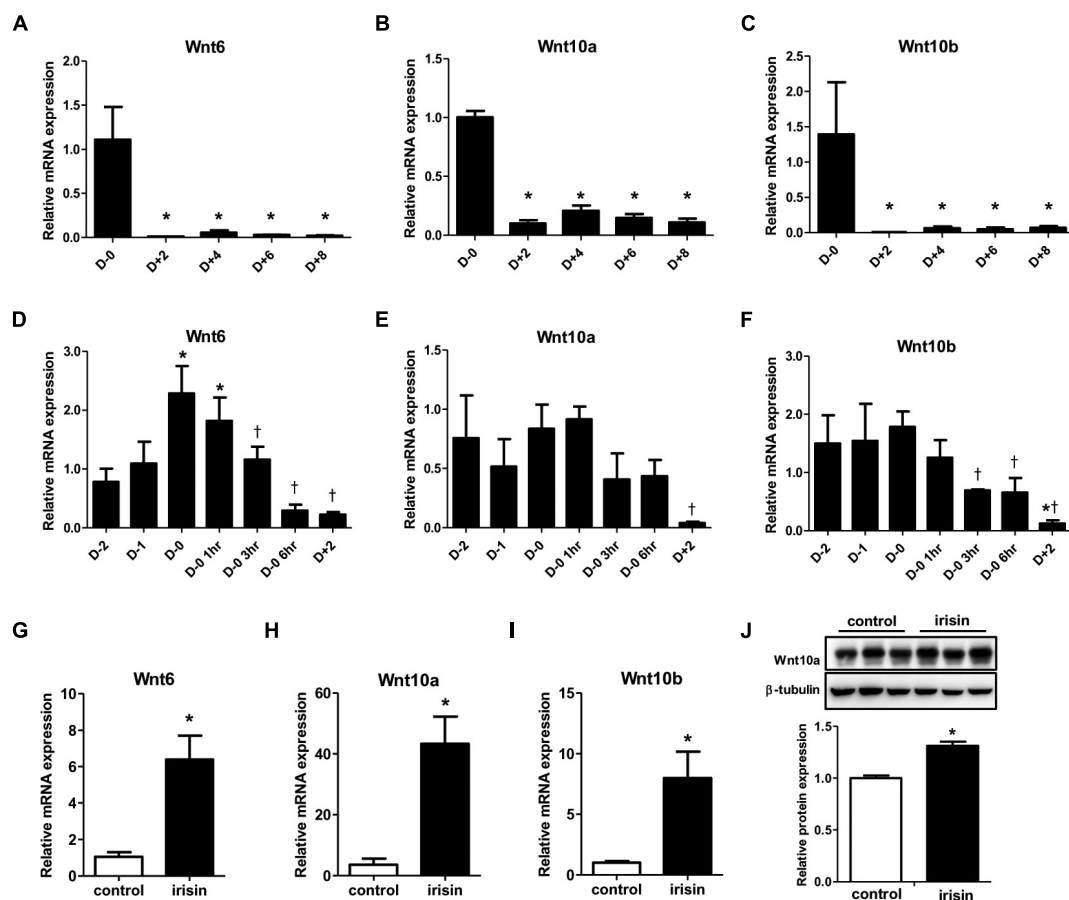 A
Wnt6
Relative mRNA expression
2.0
1.5
1.0
0.5
0.0
* * * *
D-0 D+2 D+4 D+6 D+8
B
Wnt10a
Relative mRNA expression
1.5
1.0
0.5
0.0
* * * *
D-0 D+2 D+4 D+6 D+8
C
Wnt10b
Relative mRNA expression
2.5
2.0
1.5
1.0
0.5
0.0
* * * *
D-0 D+2 D+4 D+6 D+8
D
Wnt6
Relative mRNA expression
3.0
2.0
1.0
0.0
* * † † †
D-2 D-1 D-0 D-0 1hr D-0 3hr D-0 6hr D+2
E
Wnt10a
Relative mRNA expression
1.5
1.0
0.5
0.0
†
D-2 D-1 D-0 D-0 1hr D-0 3hr D-0 6hr D+2
F
Wnt10b
Relative mRNA expression
3.0
2.0
1.0
0.0
† † *†
D-2 D-1 D-0 D-0 1hr D-0 3hr D-0 6hr D+2
G
Wnt6
Relative mRNA expression
8
6
4
2
0
*
control irisin
H
Wnt10a
Relative mRNA expression
60
40
20
0
*
control irisin
I
Wnt10b
Relative mRNA expression
15
10
5
0
*
control irisin
J
control irisin
Wnt10a
β-tubulin
Relative protein expression
1.5
1.0
0.5
0.0
*
control irisin